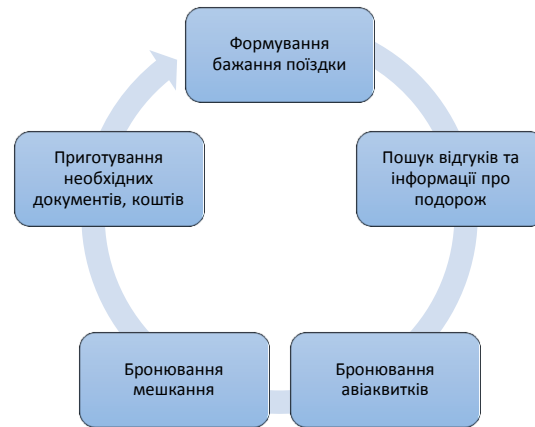 Формування
бажання поїздки
Пошук відгуків та
інформації про
подорож
Бронювання
авіаквитків
Бронювання
мешкання
Приготування
необхідних
документів, коштів